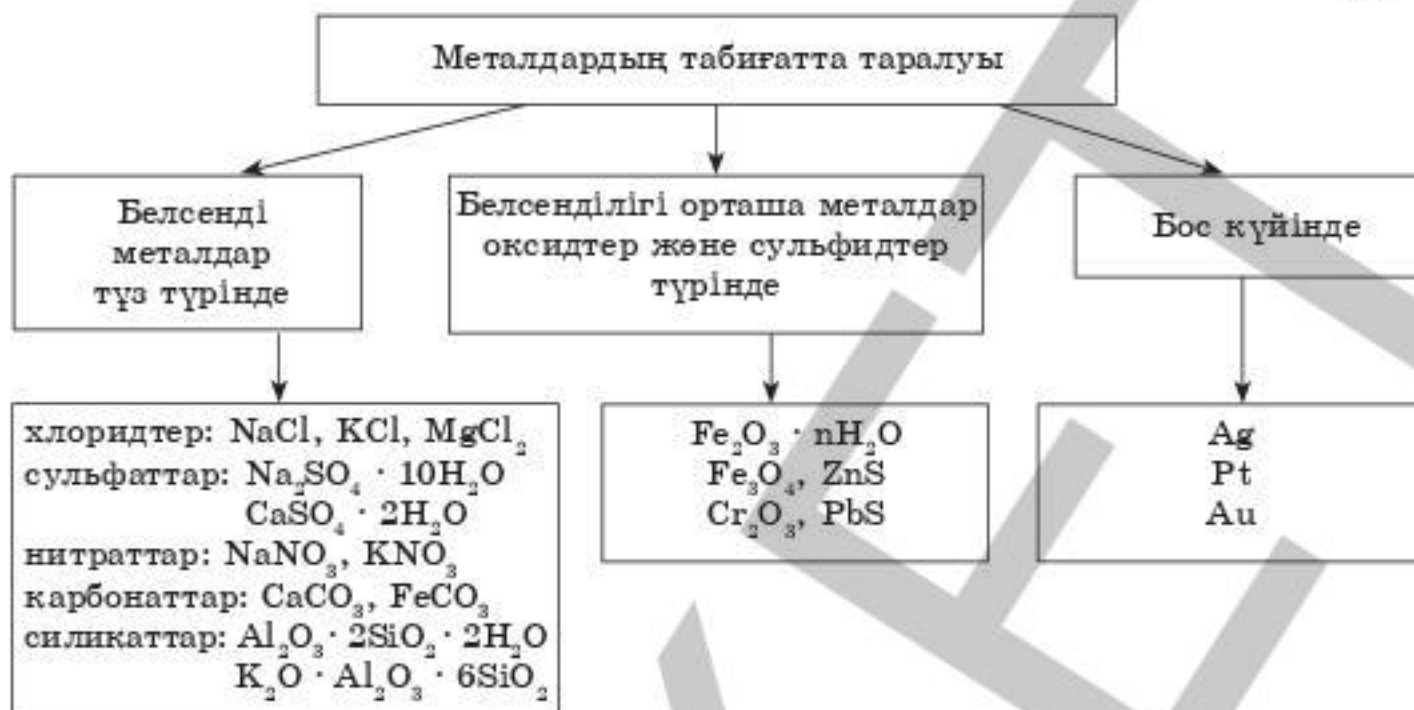 Металдардың табиғатта таралуы
Белсенді
металдар
тұз түрінде
Белсенділігі орташа металдар
оксидтер және сульфидтер
түрінде
Бос күйінде
хлоридтер: NaCl, KCl, MgCl₂
сульфаттар: Na₂SO₄ · 10H₂O
CaSO₄ · 2H₂O
нитраттар: NaNO₃, KNO₃
карбонаттар: CaCO₃, FeCO₃
силикаттар: Al₂O₃ · 2SiO₂ · 2H₂O
K₂O · Al₂O₃ · 6SiO₂
Fe₂O₃ · nH₂O
Fe₃O₄, ZnS
Cr₂O₃, PbS
Ag
Pt
Au